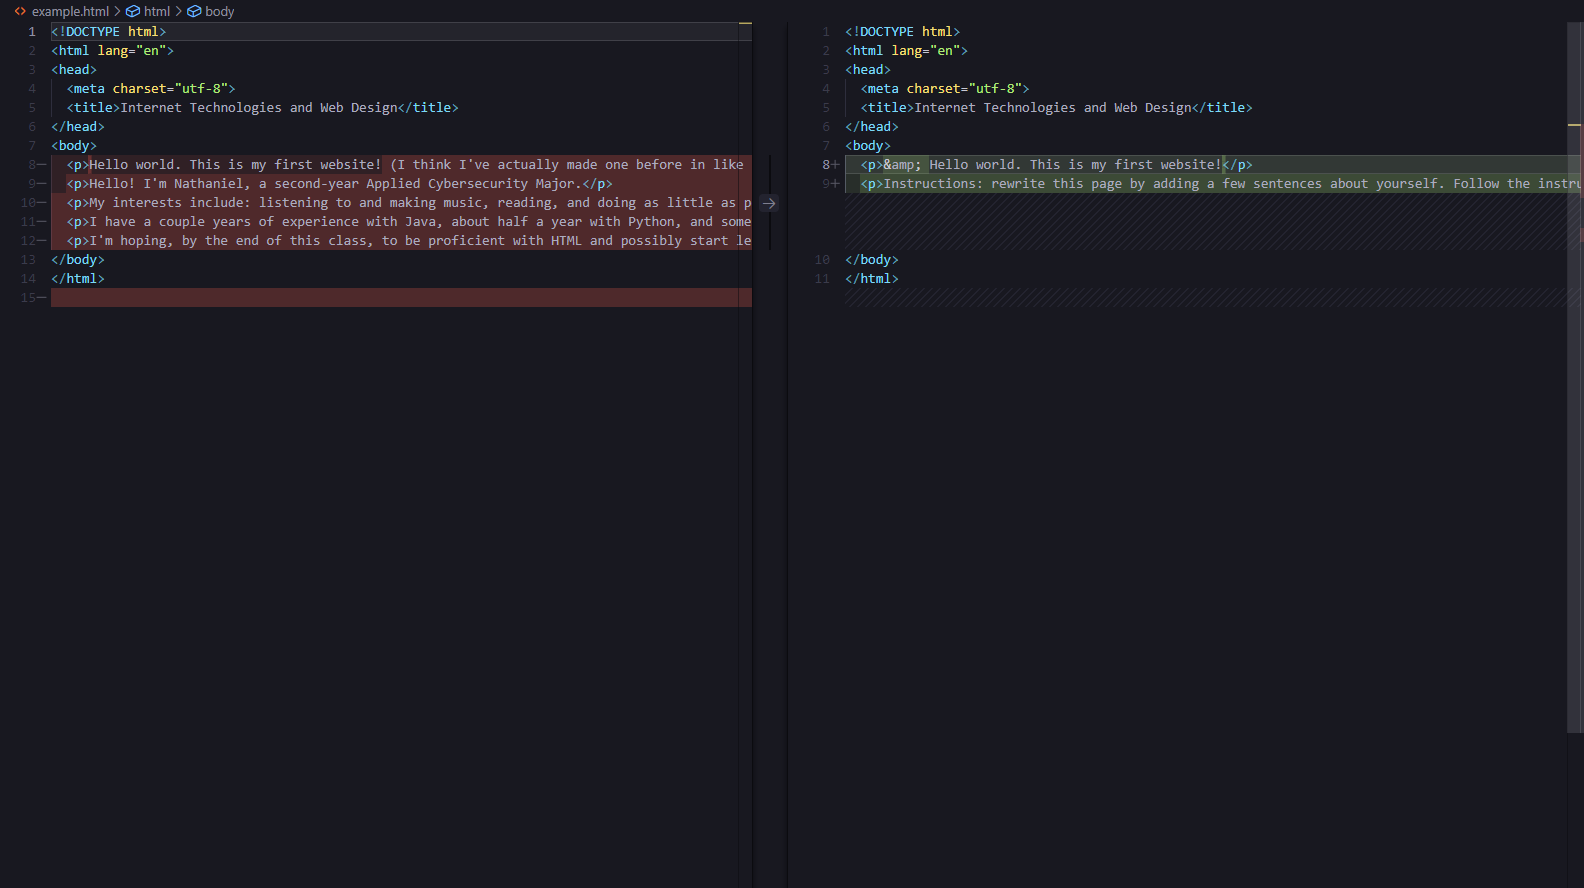 example.html > html > body
1 <!DOCTYPE html>
2 <html lang="en">
3 <head>
4 <meta charset="utf-8">
5 <title>Internet Technologies and Web Design</title>
6 </head>
7 <body>
8− <p>Hello world. This is my first website! (I think I've actually made one before in like
9− <p>Hello! I'm Nathaniel, a second-year Applied Cybersecurity Major.</p>
10− <p>My interests include: listening to and making music, reading, and doing as little as p
11− <p>I have a couple years of experience with Java, about half a year with Python, and some
12− <p>I'm hoping, by the end of this class, to be proficient with HTML and possibly start le
13 </body>
14 </html>
15−
1 <!DOCTYPE html>
2 <html lang="en">
3 <head>
4 <meta charset="utf-8">
5 <title>Internet Technologies and Web Design</title>
6 </head>
7 <body>
8+ <p>&amp; Hello world. This is my first website!</p>
9+ <p>Instructions: rewrite this page by adding a few sentences about yourself. Follow the instru
10 </body>
11 </html>